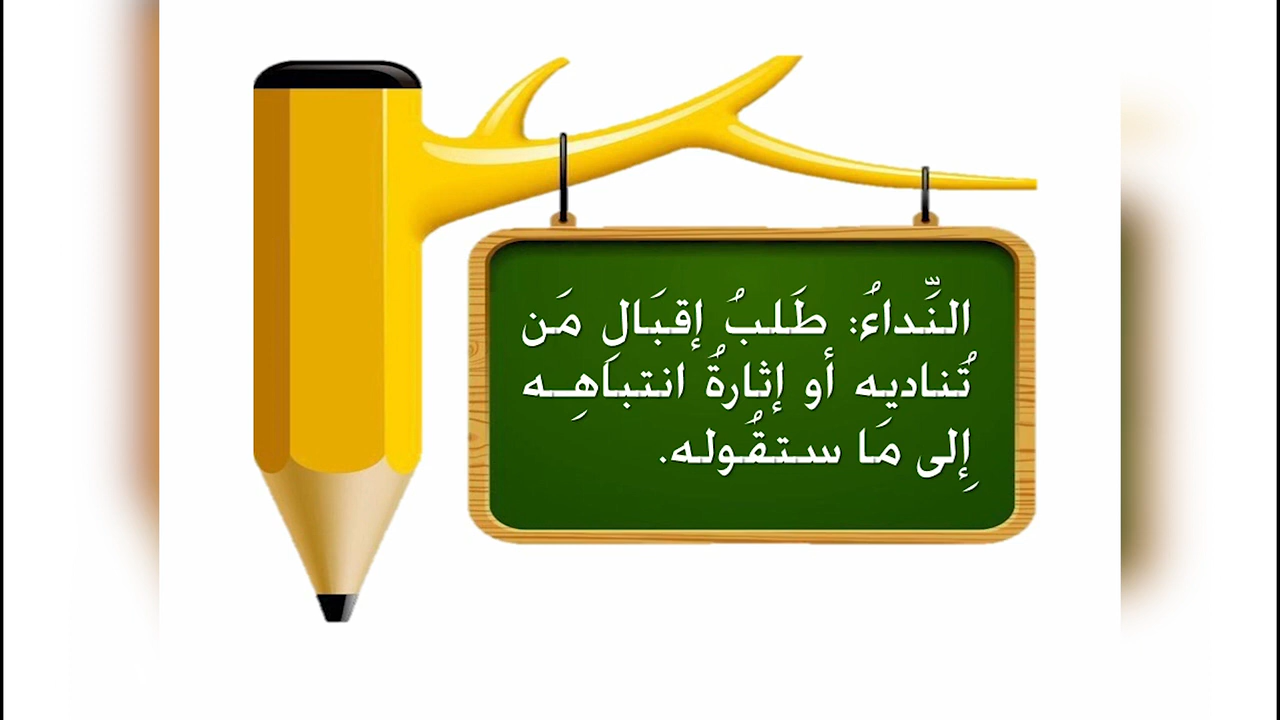 النِّداءُ: طَلبُ إقبَالِ مَن
تُناديه أو إثارةُ انتباهِـه
إِلى مَا ستقُوله.